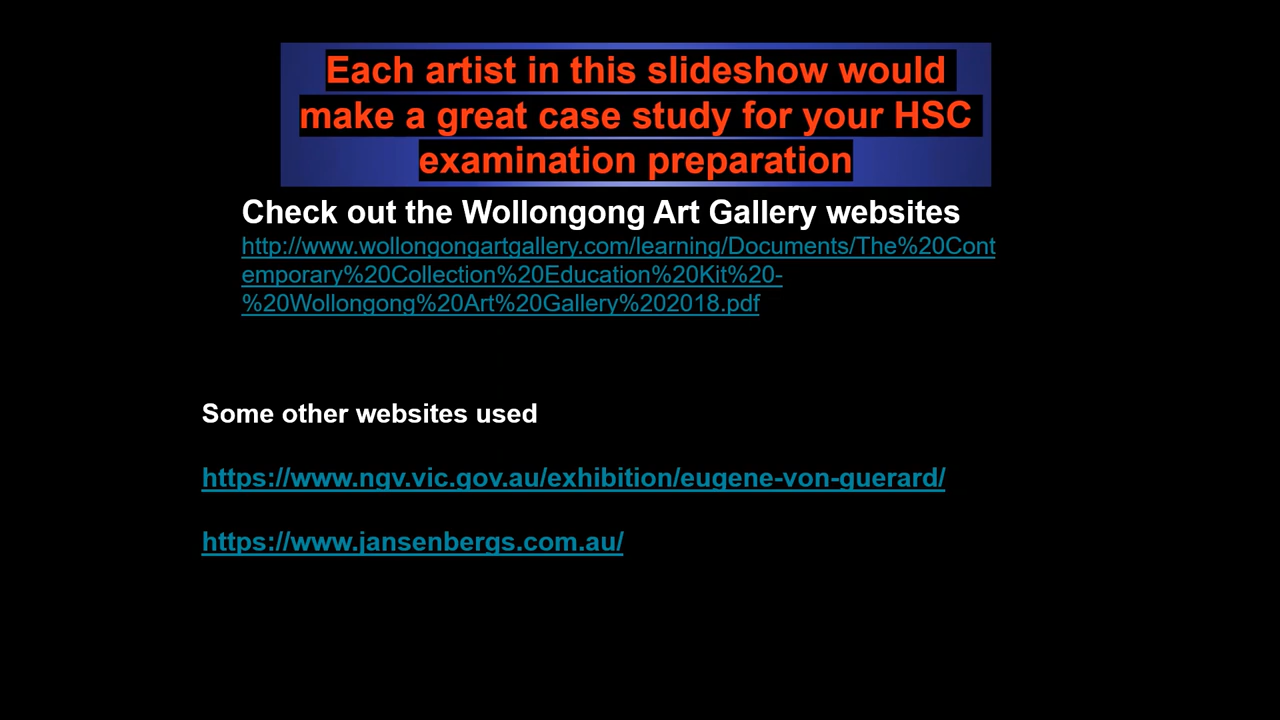 Each artist in this slideshow would
make a great case study for your HSC
examination preparation
Check out the Wollongong Art Gallery websites
http://www.wollongongartgallery.com/learning/Documents/The%20Cont
emporary%20Collection%20Education%20Kit%20-
%20Wollongong%20Art%20Gallery%202018.pdf
Some other websites used
https://www.ngv.vic.gov.au/exhibition/eugene-von-guerard/
https://www.jansenbergs.com.au/